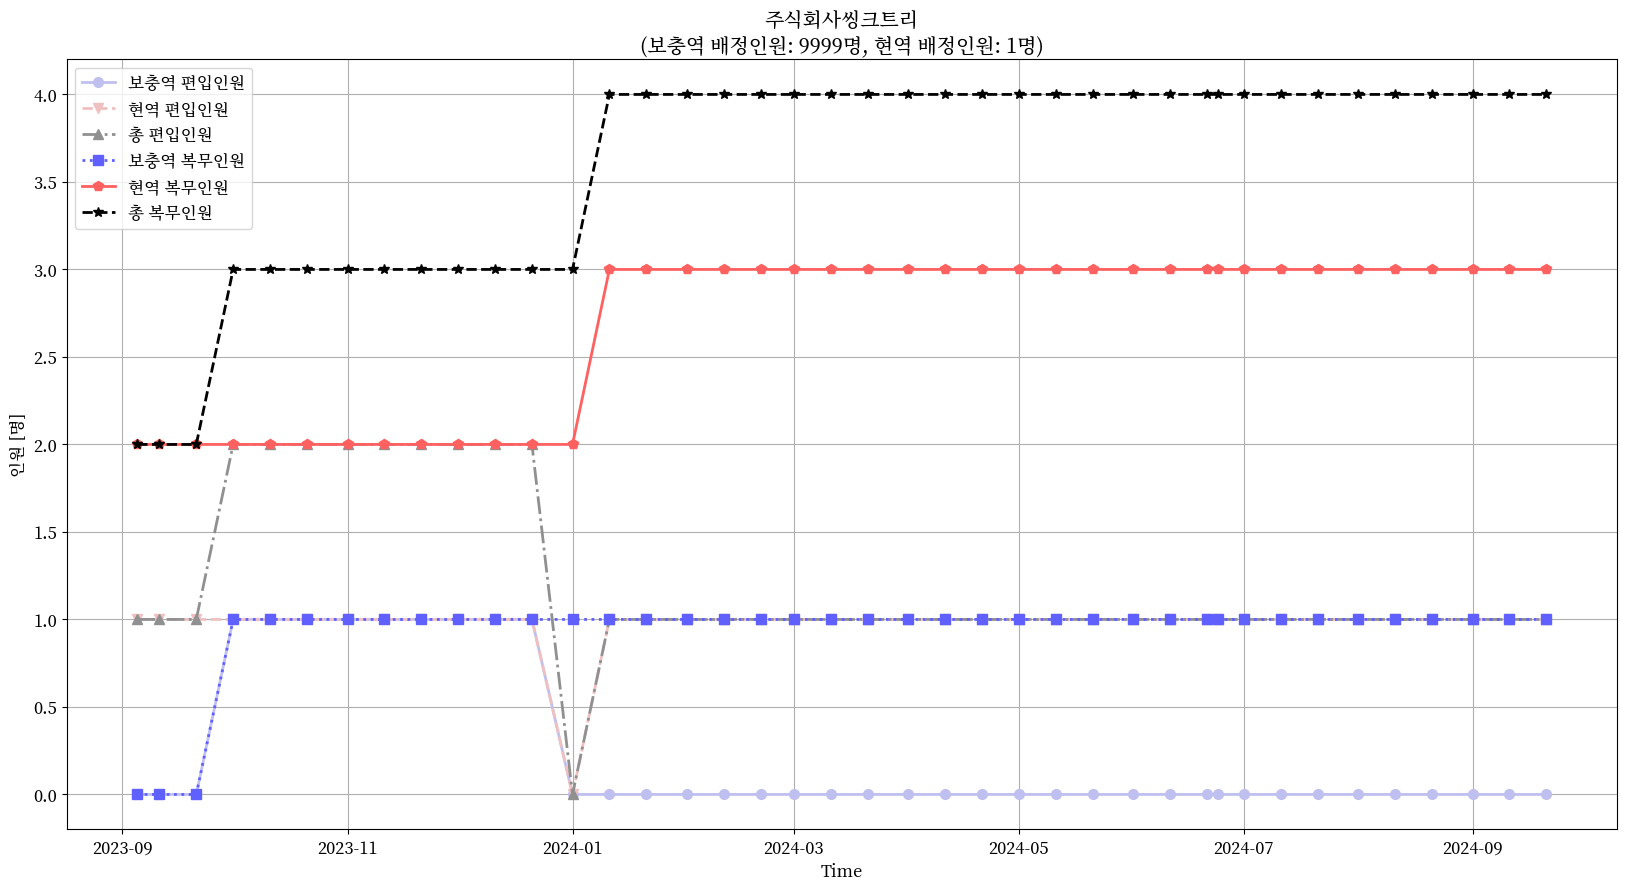 주식회사씽크트리
(보충역 배정인원: 9999명, 현역 배정인원: 1명)
보충역 편입인원
현역 편입인원
총 편입인원
보충역 복무인원
현역 복무인원
총 복무인원
인원 [명]
4.0
3.5
3.0
2.5
2.0
1.5
1.0
0.5
0.0
2023-09
2023-11
2024-01
2024-03
2024-05
2024-07
2024-09
Time